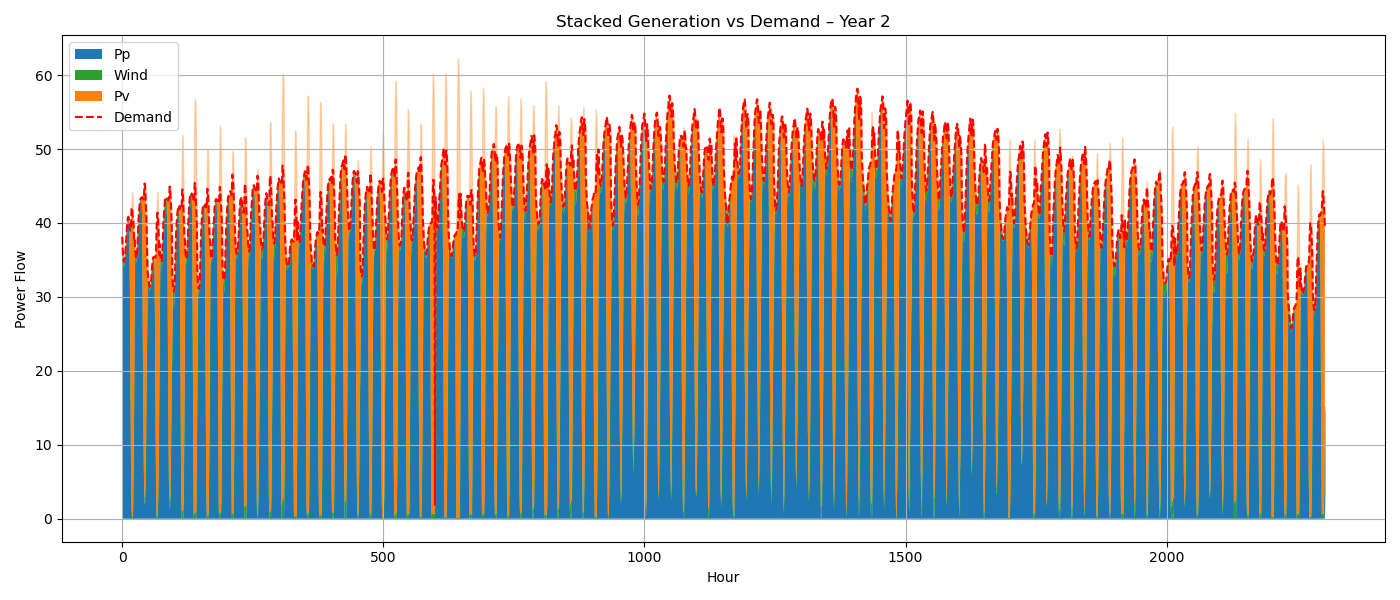 Stacked Generation vs Demand – Year 2
Pp
Wind
Pv
Demand
Power Flow
60
50
40
30
20
10
0
0 500 1000 1500 2000
Hour